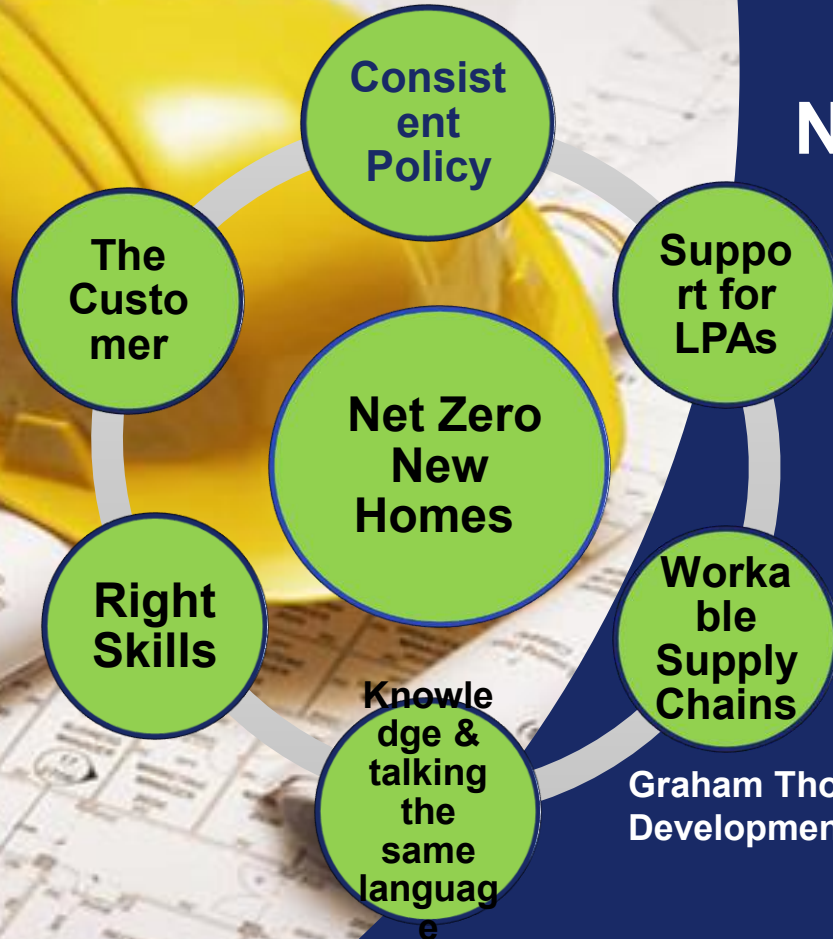 Consist
ent
Policy
N
Suppo
rt for
LPAs
Worka
ble
Supply
Chains
Knowle
dge &
talking
the
same
languag
e
Right
Skills
The
Custo
mer
Net Zero
New
Homes
Graham Tho
Developmen